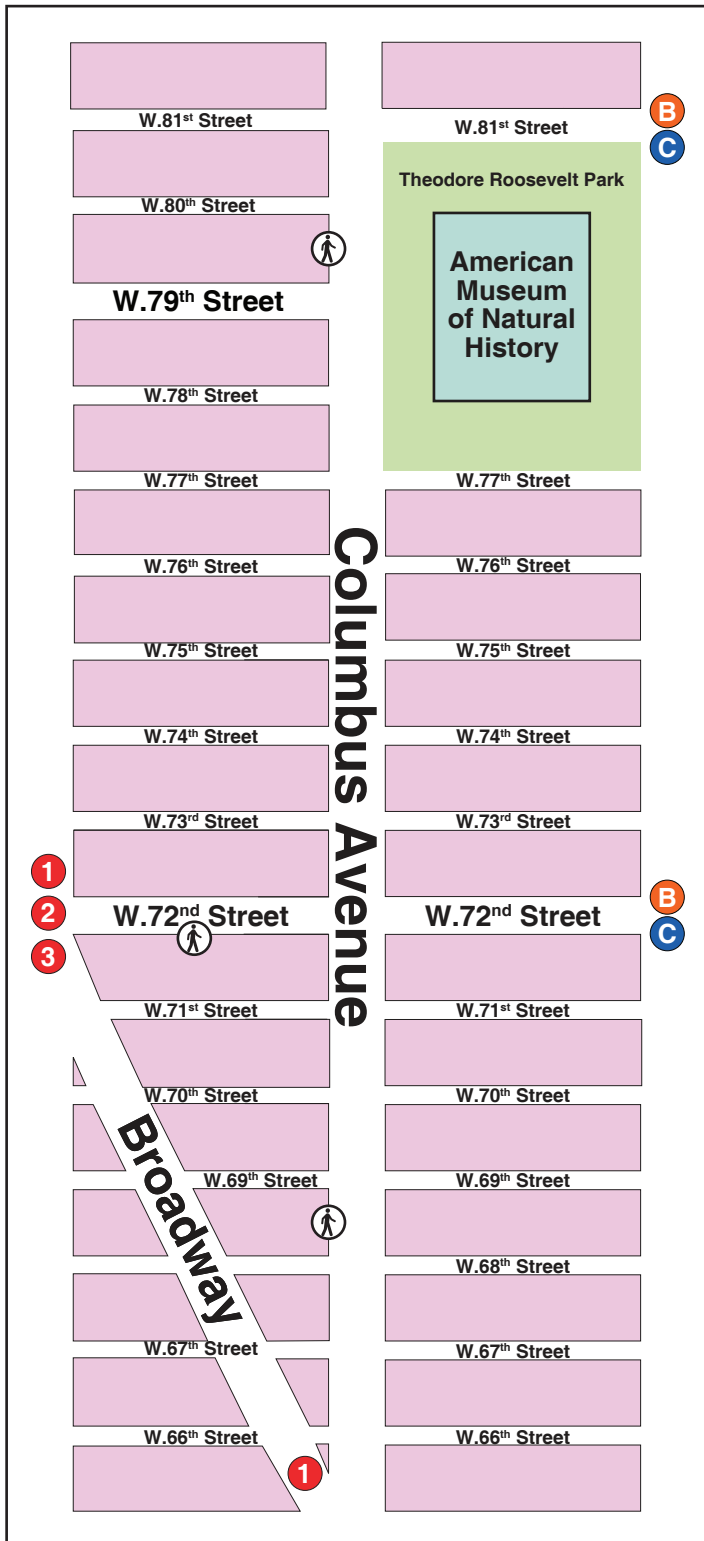 W.81st Street
W.81st Street
B
C
Theodore Roosevelt Park
W.80th Street
American
Museum
of Natural
History
W.79th Street
W.78th Street
W.77th Street
W.77th Street
Columbus Avenue
W.76th Street
W.76th Street
W.75th Street
W.75th Street
W.74th Street
W.74th Street
W.73rd Street
W.73rd Street
1
2
3
W.72nd Street
W.72nd Street
B
C
W.71st Street
W.71st Street
W.70th Street
W.70th Street
Broadway
W.69th Street
W.69th Street
W.68th Street
W.67th Street
W.67th Street
W.66th Street
W.66th Street
1